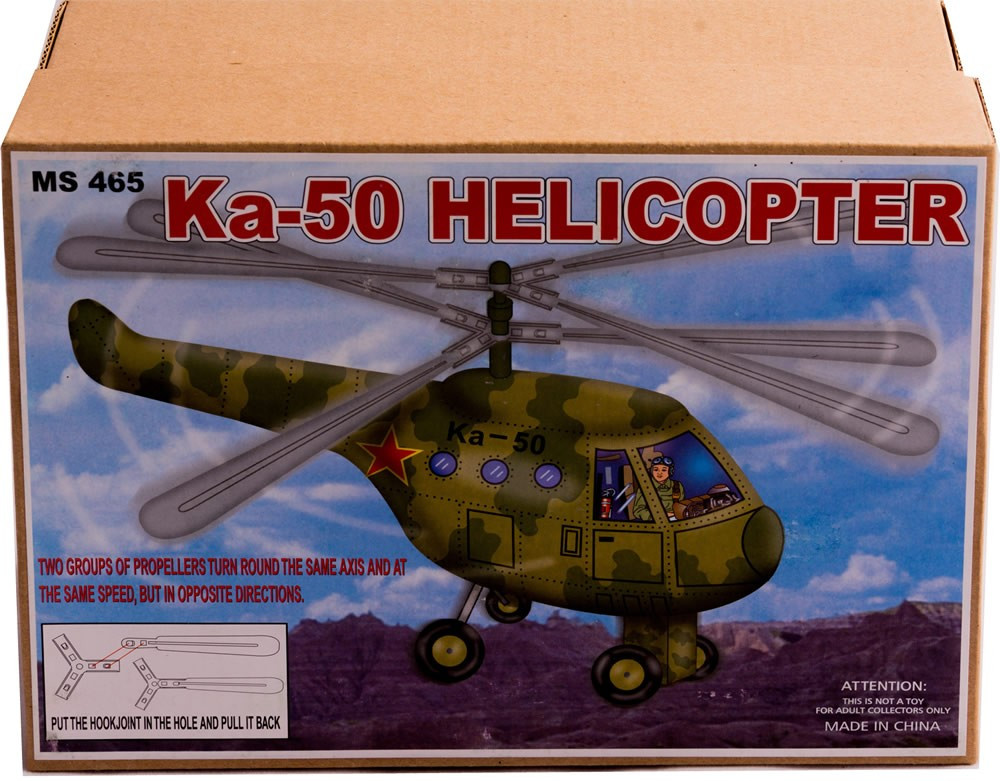 MS 465
Ka-50 HELICOPTER
Ka-50
TWO GROUPS OF PROPELLERS TURN ROUND THE SAME AXIS AND AT
THE SAME SPEED, BUT IN OPPOSITE DIRECTIONS.
PUT THE HOOKJOINT IN THE HOLE AND PULL IT BACK
ATTENTION:
THIS IS NOT A TOY
FOR ADULT COLLECTORS ONLY
MADE IN CHINA